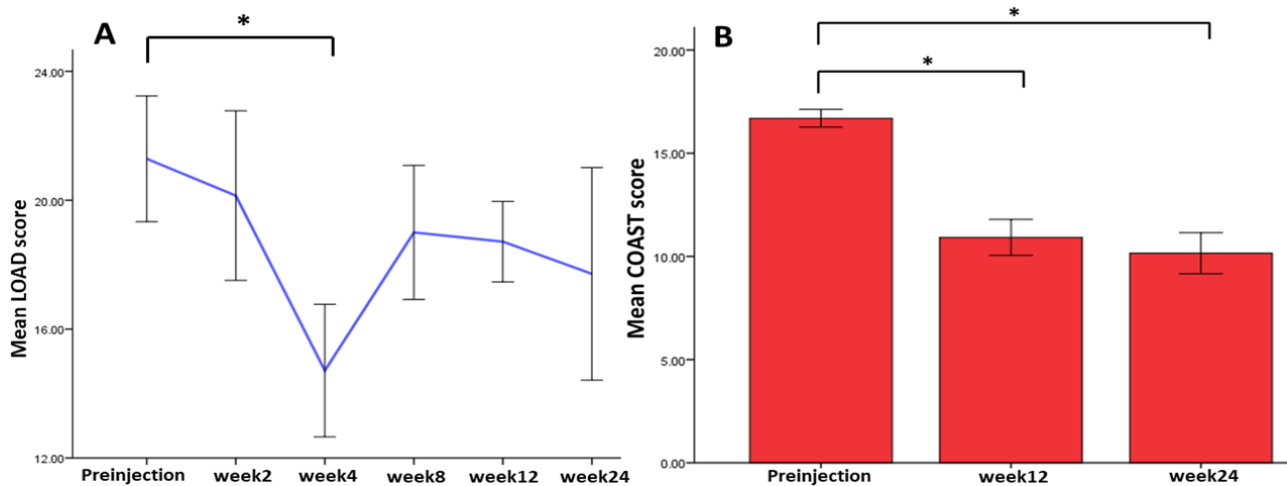 A
*
Mean LOAD score
24.00
20.00
16.00
12.00
Preinjection week2 week4 week8 week12 week24
B
*
*
Mean COAST score
20.00
15.00
10.00
5.00
0.00
Preinjection week12 week24